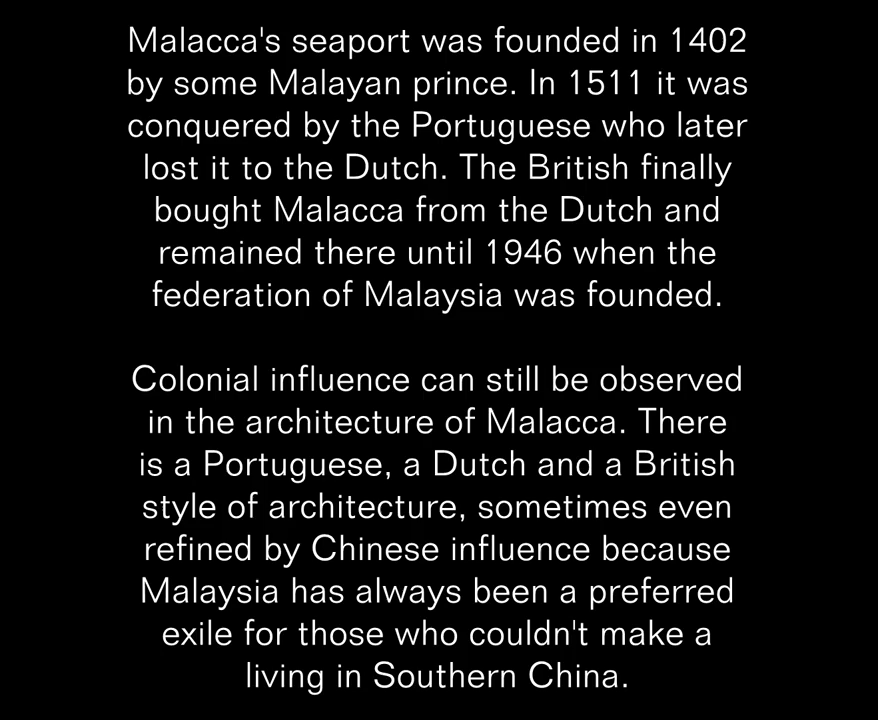 Malacca's seaport was founded in 1402
by some Malayan prince. In 1511 it was
conquered by the Portuguese who later
lost it to the Dutch. The British finally
bought Malacca from the Dutch and
remained there until 1946 when the
federation of Malaysia was founded.
Colonial influence can still be observed
in the architecture of Malacca. There
is a Portuguese, a Dutch and a British
style of architecture, sometimes even
refined by Chinese influence because
Malaysia has always been a preferred
exile for those who couldn't make a
living in Southern China.